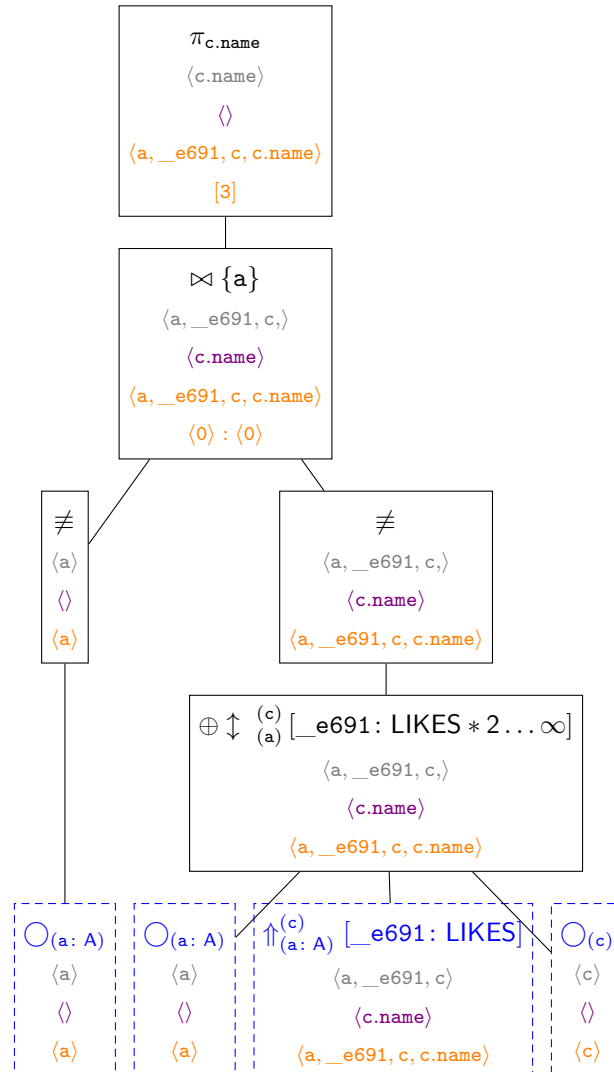 π c.name
⟨c.name⟩
⟨⟩
⟨a, __e691, c, c.name⟩
[3]
⋈ {a}
⟨a, __e691, c,⟩
⟨c.name⟩
⟨a, __e691, c, c.name⟩
⟨0⟩ : ⟨0⟩
≢
⟨a⟩
⟨⟩
⟨a⟩
≢
⟨a, __e691, c,⟩
⟨c.name⟩
⟨a, __e691, c, c.name⟩
⊕ ↕ (c) (a) [__e691: LIKES * 2 … ∞]
⟨a, __e691, c,⟩
⟨c.name⟩
⟨a, __e691, c, c.name⟩
◯(a: A)
⟨a⟩
⟨⟩
⟨a⟩
◯(a: A)
⟨a⟩
⟨⟩
⟨a⟩
⇑ (c) (a: A) [__e691: LIKES]
⟨a, __e691, c⟩
⟨c.name⟩
⟨a, __e691, c, c.name⟩
◯(c)
⟨c⟩
⟨⟩
⟨c⟩